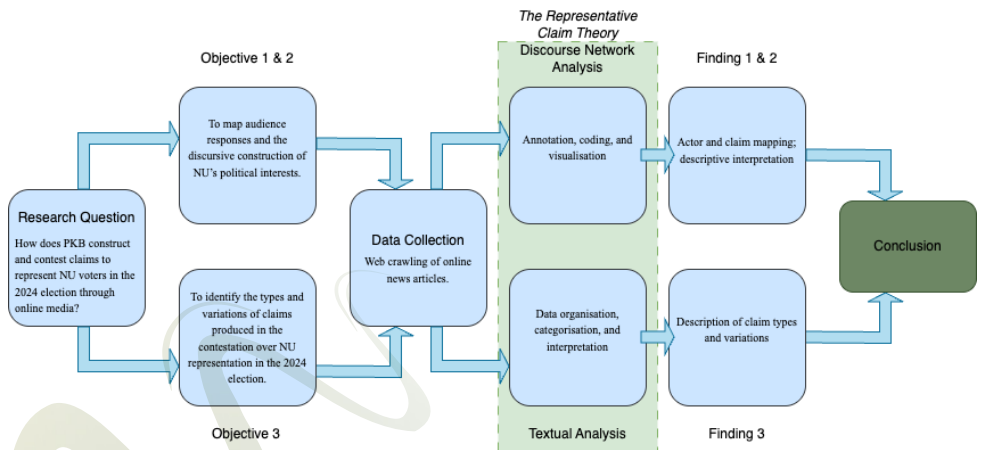 The Representative
Claim Theory
Discourse Network
Analysis
Objective 1 & 2
Finding 1 & 2
To map audience
responses and the
discursive construction of
NU's political interests.
Annotation, coding, and
visualisation
Actor and claim mapping;
descriptive interpretation
Research Question
How does PKB construct
and contest claims to
represent NU voters in the
2024 election through
online media?
Data Collection
Web crawling of online
news articles.
Conclusion
To identify the types and
variations of claims
produced in the
contestation over NU
representation in the 2024
election.
Data organisation,
categorisation, and
interpretation
Description of claim types
and variations
Objective 3
Textual Analysis
Finding 3